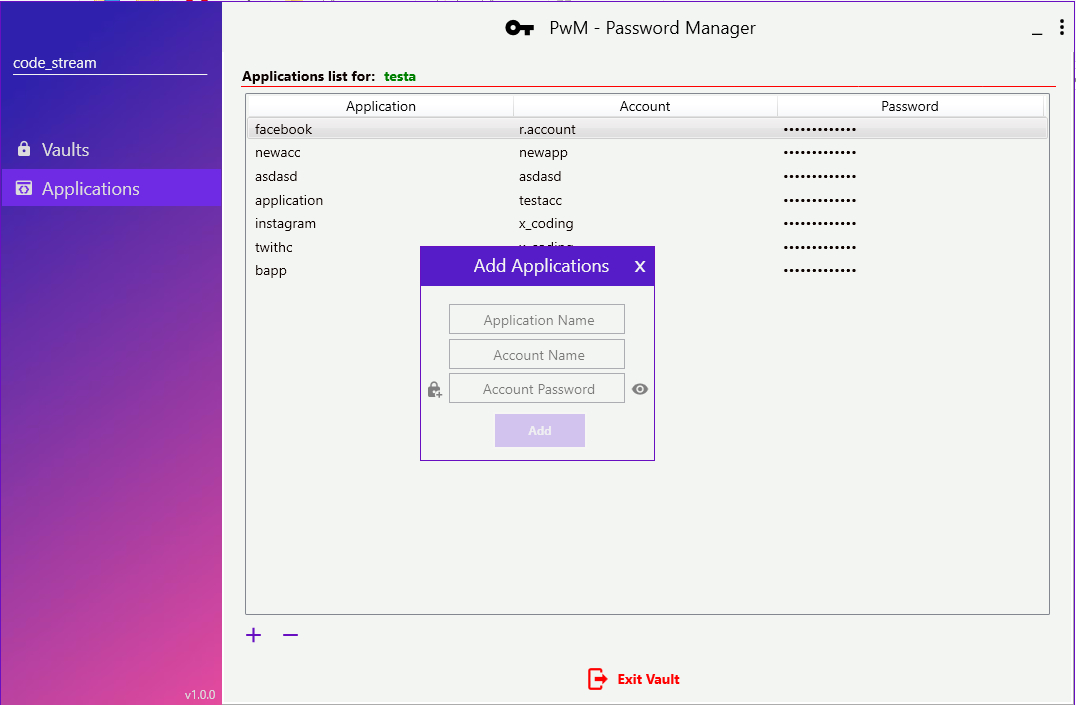 PwM - Password Manager
code_stream
Applications list for: testa
Application Account Password
facebook r.account •••••••••••••
newacc newapp •••••••••••••
Vaults
asdasd asdasd •••••••••••••
Applications
application testacc •••••••••••••
instagram x_coding •••••••••••••
twithc •••••••••••••
bapp •••••••••••••
Add Applications X
Application Name
Account Name
Account Password
Add
+ −
Exit Vault
v1.0.0